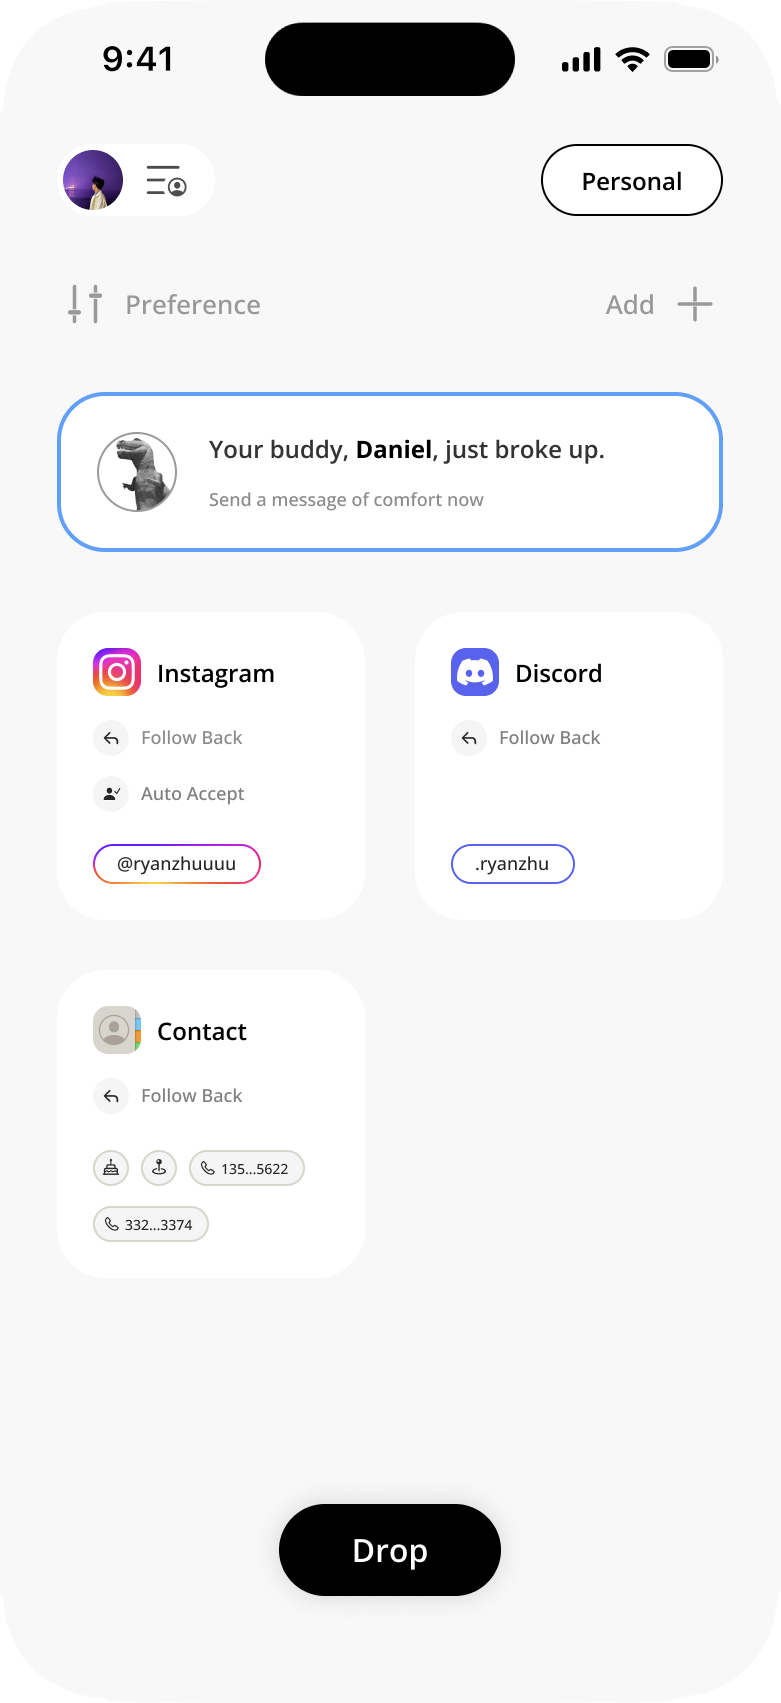 9:41
Personal
Preference
Add
Your buddy, Daniel, just broke up.
Send a message of comfort now
Instagram
Follow Back
Auto Accept
@ryanzhuuuu
Discord
Follow Back
.ryanzhu
Contact
Follow Back
135...5622
332...3374
Drop